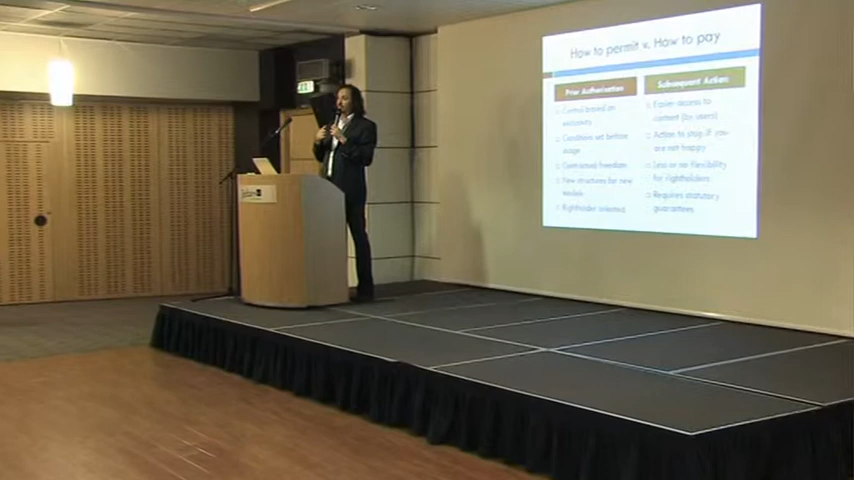 How to permit v. How to pay
Prior Authorisation
Subsequent Action
Control based on
exclusivity
Conditions set before
usage
Contractual freedom
New structures for new
models
Rightholder oriented
Easier access to
content (by users)
Action to stop if you
are not happy
Less or no flexibility
for rightholders
Requires statutory
guarantees